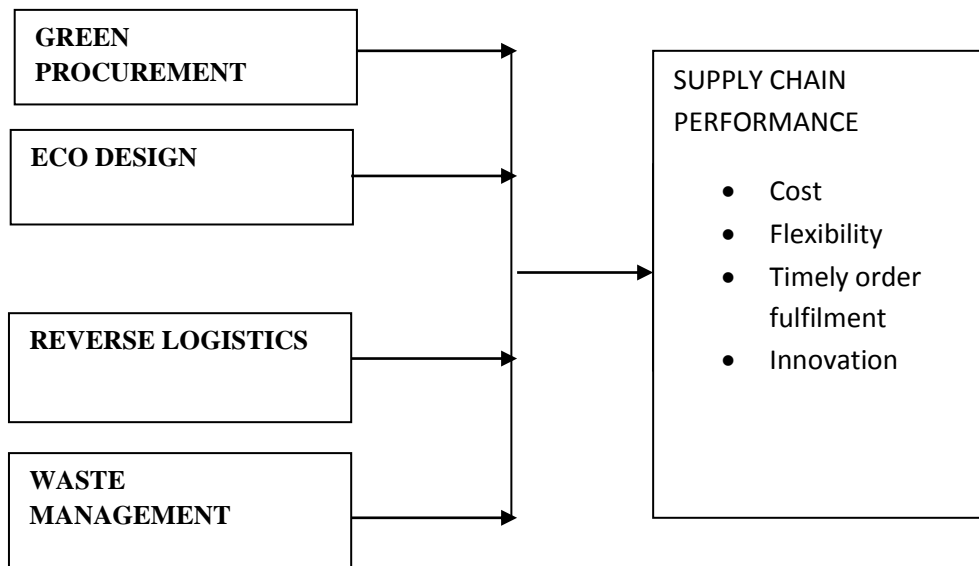 GREEN
PROCUREMENT
ECO DESIGN
REVERSE LOGISTICS
WASTE
MANAGEMENT
SUPPLY CHAIN
PERFORMANCE
• Cost
• Flexibility
• Timely order
fulfilment
• Innovation